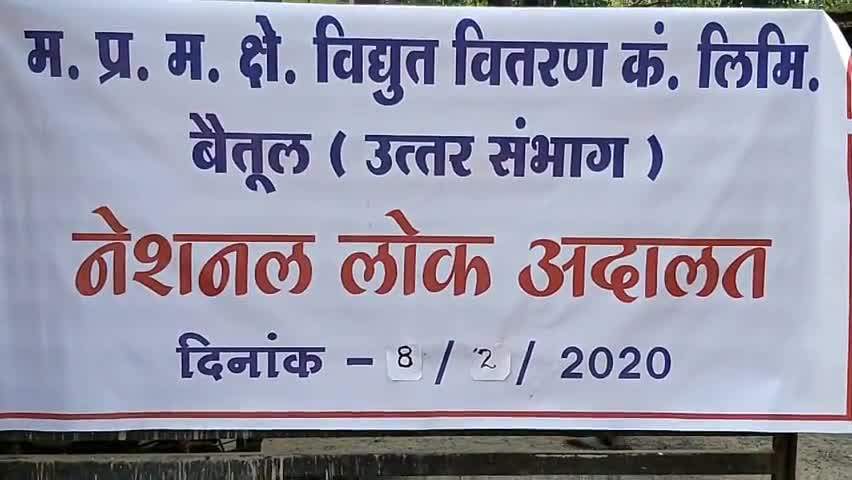 म. प्र. म. क्षे. विद्युत वितरण कं. लिमि.
बैतूल ( उत्तर संभाग )
नेशनल लोक अदालत
दिनांक - 8 / 2 / 2020